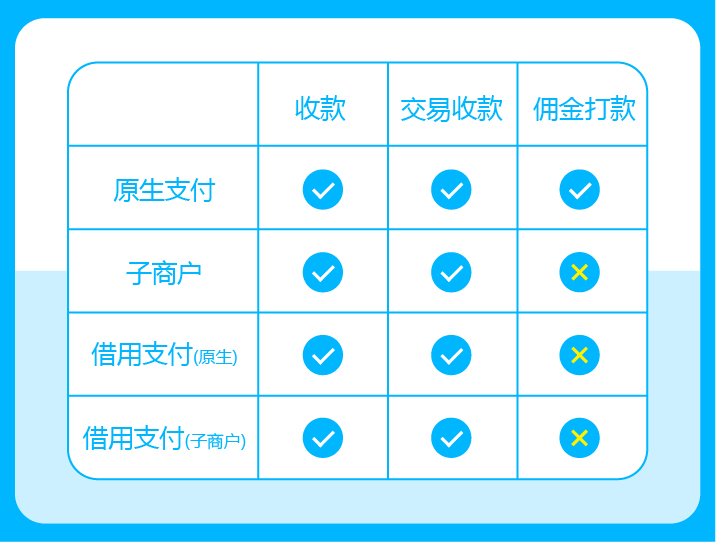 收款 交易收款 佣金打款
原生支付
子商户
借用支付(原生)
借用支付(子商户)